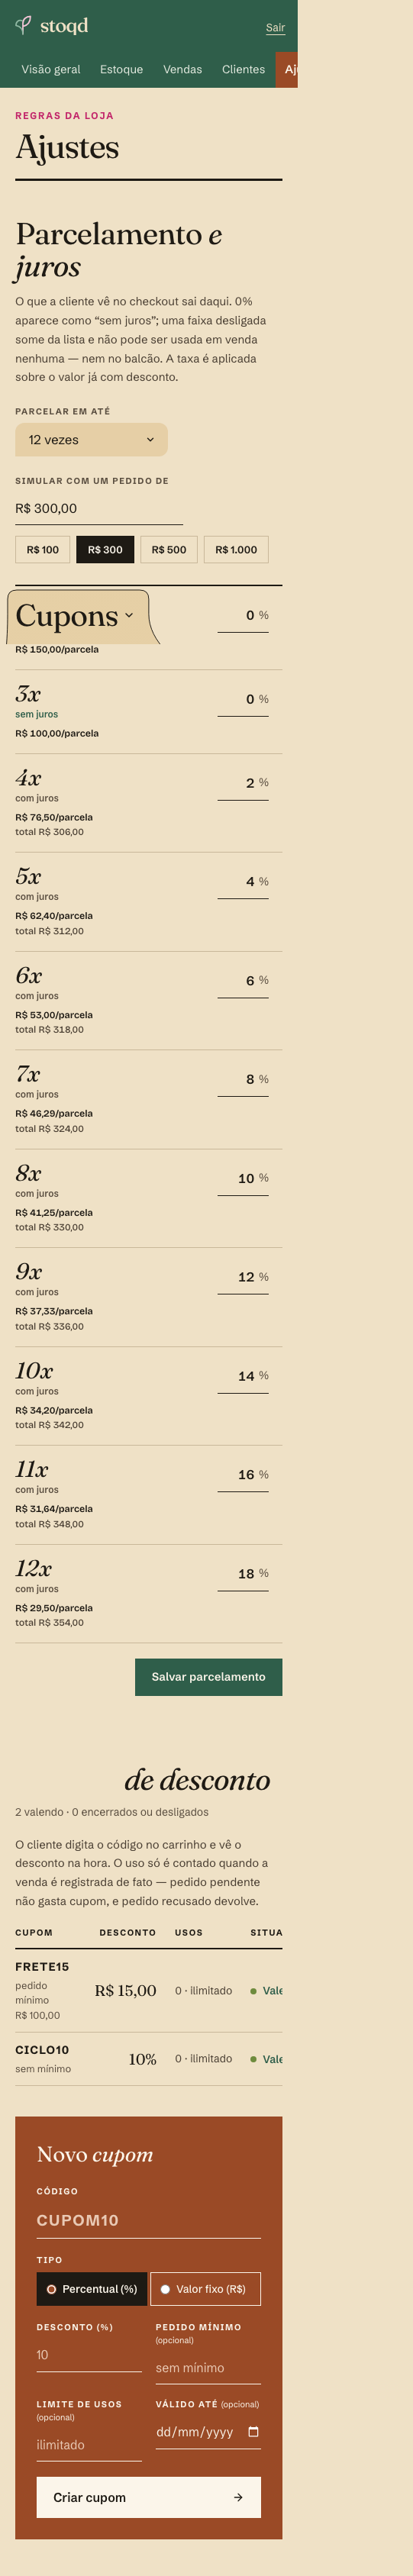 stoqd
Sair
Visão geral Estoque Vendas Clientes Aj
REGRAS DA LOJA
Ajustes
Parcelamento e
juros
O que a cliente vê no checkout sai daqui. 0%
aparece como “sem juros”; uma faixa desligada
some da lista e não pode ser usada em venda
nenhuma — nem no balcão. A taxa é aplicada
sobre o valor já com desconto.
PARCELAR EM ATÉ
12 vezes
SIMULAR COM UM PEDIDO DE
R$ 300,00
R$ 100 R$ 300 R$ 500 R$ 1.000
Cupons
0 %
R$ 150,00/parcela
3x
0 %
sem juros
R$ 100,00/parcela
4x
2 %
com juros
R$ 76,50/parcela
total R$ 306,00
5x
4 %
com juros
R$ 62,40/parcela
total R$ 312,00
6x
6 %
com juros
R$ 53,00/parcela
total R$ 318,00
7x
8 %
com juros
R$ 46,29/parcela
total R$ 324,00
8x
10 %
com juros
R$ 41,25/parcela
total R$ 330,00
9x
12 %
com juros
R$ 37,33/parcela
total R$ 336,00
10x
14 %
com juros
R$ 34,20/parcela
total R$ 342,00
11x
16 %
com juros
R$ 31,64/parcela
total R$ 348,00
12x
18 %
com juros
R$ 29,50/parcela
total R$ 354,00
Salvar parcelamento
de desconto
2 valendo · 0 encerrados ou desligados
O cliente digita o código no carrinho e vê o
desconto na hora. O uso só é contado quando a
venda é registrada de fato — pedido pendente
não gasta cupom, e pedido recusado devolve.
CUPOM DESCONTO USOS SITUA
FRETE15
pedido
mínimo
R$ 100,00
R$ 15,00 0 · ilimitado Vale
CICLO10
sem mínimo
10% 0 · ilimitado Vale
Novo cupom
CÓDIGO
CUPOM10
TIPO
Percentual (%) Valor fixo (R$)
DESCONTO (%)
10
PEDIDO MÍNIMO
(opcional)
sem mínimo
LIMITE DE USOS
(opcional)
ilimitado
VÁLIDO ATÉ (opcional)
dd/mm/yyyy
Criar cupom